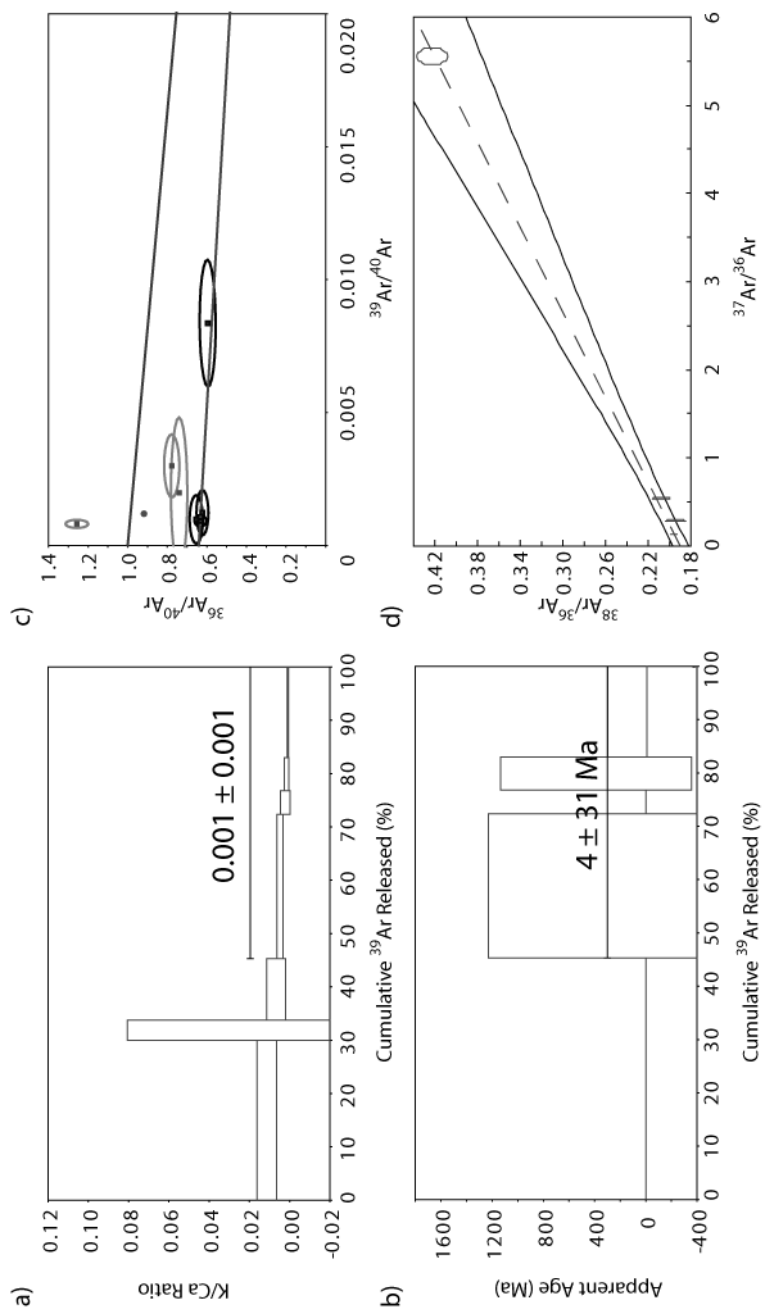 a)
K/Ca Ratio
0.12
0.10
0.08
0.06
0.04
0.02
0.00
-0.02
0.001 ± 0.001
0 10 20 30 40 50 60 70 80 90 100
Cumulative ³⁹Ar Released (%)
b)
Apparent Age (Ma)
1600
1200
800
400
0
-400
4 ± 31 Ma
0 10 20 30 40 50 60 70 80 90 100
Cumulative ³⁹Ar Released (%)
c)
³⁶Ar/⁴⁰Ar
1.4
1.2
1.0
0.8
0.6
0.4
0.2
0 0.005 0.010 0.015 0.020
³⁹Ar/⁴⁰Ar
d)
³⁸Ar/³⁶Ar
0.42
0.38
0.34
0.30
0.26
0.22
0.18
0 1 2 3 4 5 6
³⁷Ar/³⁶Ar